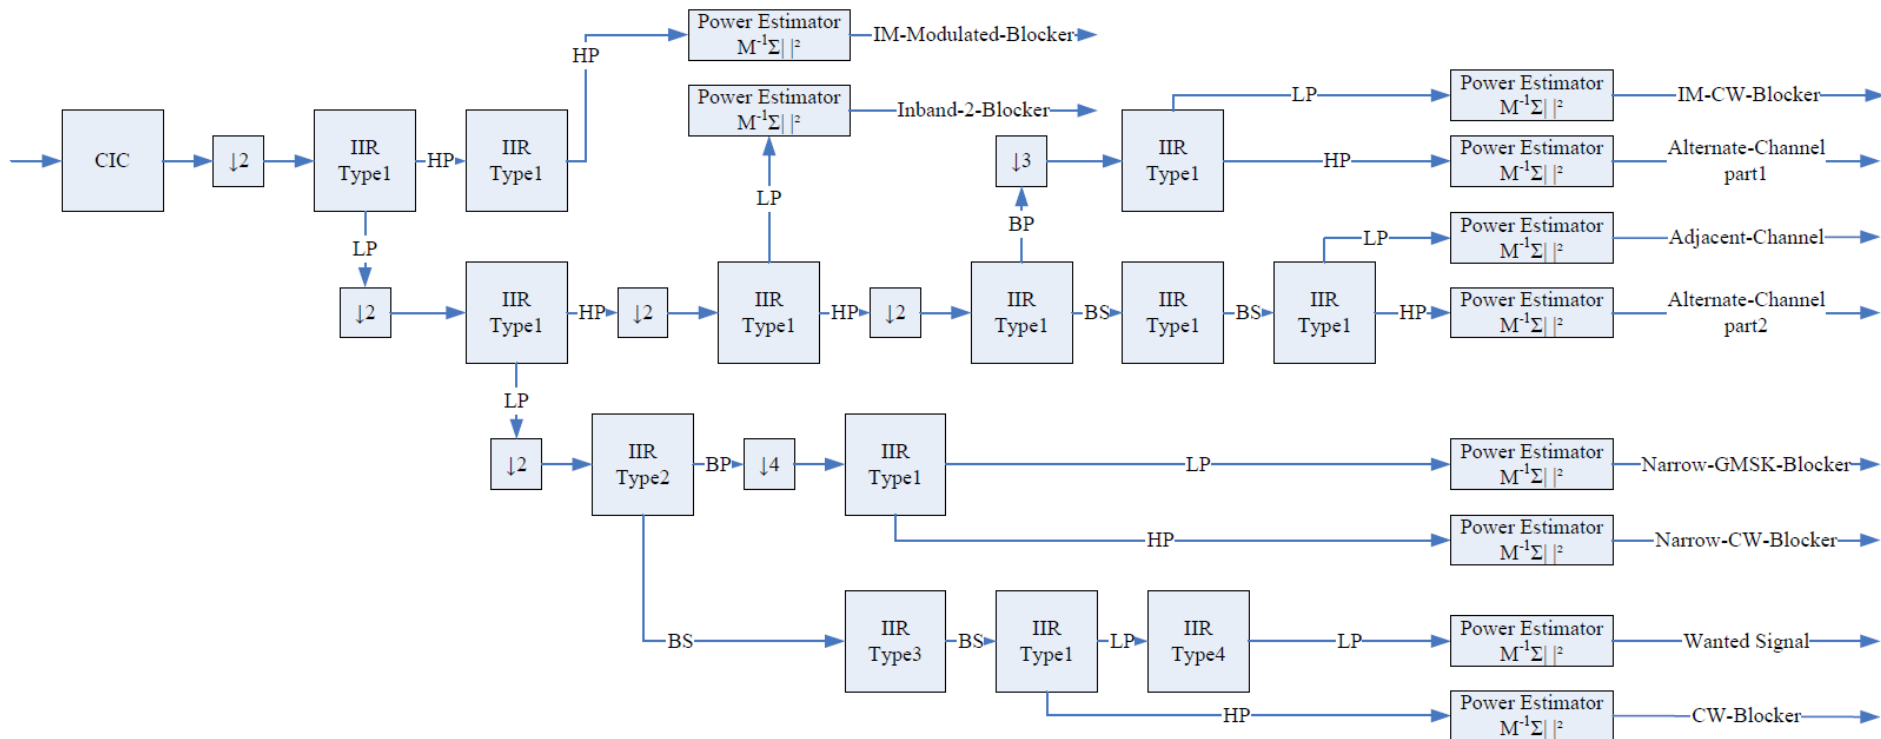 Power Estimator
M⁻¹Σ| |²
IM-Modulated-Blocker
HP
Power Estimator
M⁻¹Σ| |²
Inband-2-Blocker
LP
Power Estimator
M⁻¹Σ| |²
IM-CW-Blocker
CIC
↓2
IIR
Type1
HP
IIR
Type1
↓3
IIR
Type1
HP
Power Estimator
M⁻¹Σ| |²
Alternate-Channel
part1
LP
LP
BP
LP
Power Estimator
M⁻¹Σ| |²
Adjacent-Channel
↓2
IIR
Type1
HP
↓2
IIR
Type1
HP
↓2
IIR
Type1
BS
IIR
Type1
BS
IIR
Type1
HP
Power Estimator
M⁻¹Σ| |²
Alternate-Channel
part2
LP
↓2
IIR
Type2
BP
↓4
IIR
Type1
LP
Power Estimator
M⁻¹Σ| |²
Narrow-GMSK-Blocker
HP
Power Estimator
M⁻¹Σ| |²
Narrow-CW-Blocker
BS
IIR
Type3
BS
IIR
Type1
LP
IIR
Type4
LP
Power Estimator
M⁻¹Σ| |²
Wanted Signal
HP
Power Estimator
M⁻¹Σ| |²
CW-Blocker